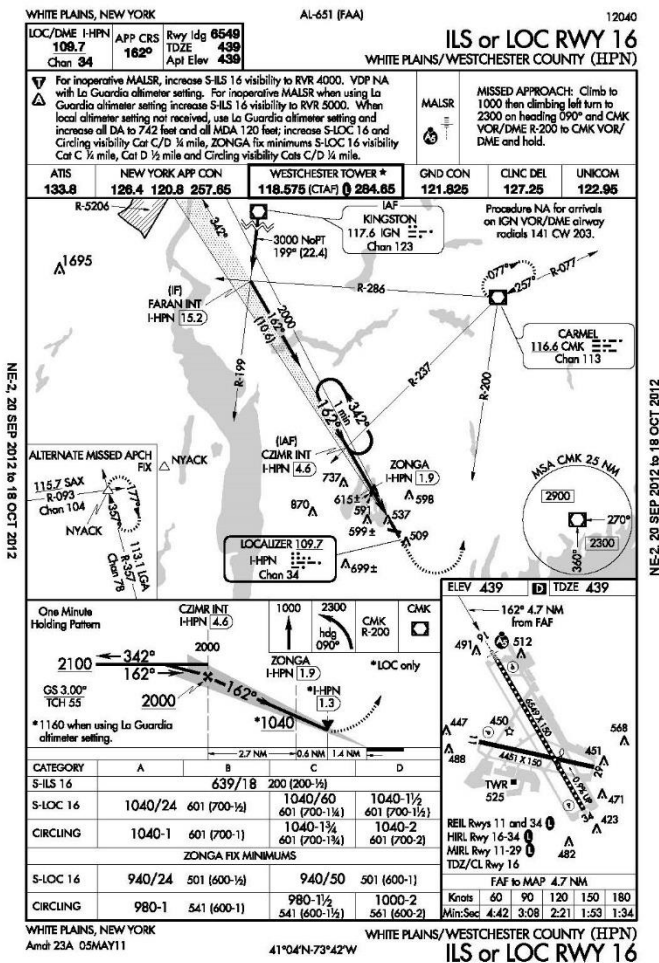 WHITE PLAINS, NEW YORK
AL-651 (FAA)
12040
LOC/DME I-HPN
109.7
Chan 34
APP CRS
162°
Rwy ldg 6549
TDZE 439
Apt Elev 439
ILS or LOC RWY 16
WHITE PLAINS/WESTCHESTER COUNTY (HPN)
T
A
For inoperative MALSR, increase S-ILS 16 visibility to RVR 4000. VDP NA
with La Guardia altimeter setting. For inoperative MALSR when using La
Guardia altimeter setting increase S-ILS 16 visibility to RVR 5000. When
local altimeter setting not received, use La Guardia altimeter setting and
increase all DA to 742 feet and all MDA 120 feet; increase S-LOC 16 and
Circling visibility Cat C/D ¼ mile, ZONGA fix minimums S-LOC 16 visibility
Cat C ¼ mile, Cat D ½ mile and Circling visibility Cats C/D ¼ mile.
MALSR
A5
MISSED APPROACH: Climb to
1000 then climbing left turn to
2300 on heading 090° and CMK
VOR/DME R-200 to CMK VOR/
DME and hold.
ATIS
133.8
NEW YORK APP CON
126.4 120.8 257.65
WESTCHESTER TOWER ★
118.575 (CTAF) L 284.65
GND CON
121.825
CLNC DEL
127.25
UNICOM
122.95
R-5206
342°
IAF
KINGSTON
117.6 IGN
Chan 123
Procedure NA for arrivals
on IGN VOR/DME airway
radials 141 CW 203.
3000 NoPT
199° (22.4)
1695
077°
257°
R-077
(IF)
FARAN INT
I-HPN 15.2
R-286
162°
2000
(10.6)
CARMEL
116.6 CMK
Chan 113
R-199
R-237
R-200
162°
1 min
342°
(IAF)
CZIMR INT
I-HPN 4.6
ZONGA
I-HPN 1.9
MSA CMK 25 NM
2900
270°
2300
360°
737
615±
591
598
537
870
599±
509
699±
LOCALIZER 109.7
I-HPN
Chan 34
ALTERNATE MISSED APCH
FIX
NYACK
115.7 SAX
R-093
Chan 104
NYACK
177°
357°
113.1 LGA
R-357
Chan 78
NE-2, 20 SEP 2012 to 18 OCT 2012
NE-2, 20 SEP 2012 to 18 OCT 2012
One Minute
Holding Pattern
CZIMR INT
I-HPN 4.6
2000
1000
2300
hdg
090°
CMK
R-200
CMK
2100
342°
162°
GS 3.00°
TCH 55
2000
162°
ZONGA
I-HPN 1.9
*LOC only
*I-HPN
1.3
*1040
*1160 when using La Guardia
altimeter setting.
2.7 NM
0.6 NM
1.4 NM
ELEV 439
D
TDZE 439
162° 4.7 NM
from FAF
A5
491
512
16
6549 X 150
447
450
568
488
4451 X 150
451
29
0.9% UP
TWR
525
471
423
34
482
REIL Rwys 11 and 34 L
HIRL Rwy 16-34 L
MIRL Rwy 11-29 L
TDZ/CL Rwy 16
FAF to MAP 4.7 NM
Knots 60 90 120 150 180
Min:Sec 4:42 3:08 2:21 1:53 1:34
CATEGORY A B C D
S-ILS 16 639/18 200 (200-½)
S-LOC 16 1040/24 601 (700-½) 1040/60 601 (700-1¼) 1040-1½ 601 (700-1½)
CIRCLING 1040-1 601 (700-1) 1040-1¾ 601 (700-1¾) 1040-2 601 (700-2)
ZONGA FIX MINIMUMS
S-LOC 16 940/24 501 (600-½) 940/50 501 (600-1)
CIRCLING 980-1 541 (600-1) 980-1½ 541 (600-1½) 1000-2 561 (600-2)
WHITE PLAINS, NEW YORK
Amdt 23A 05MAY11
41°04'N-73°42'W
WHITE PLAINS/WESTCHESTER COUNTY (HPN)
ILS or LOC RWY 16